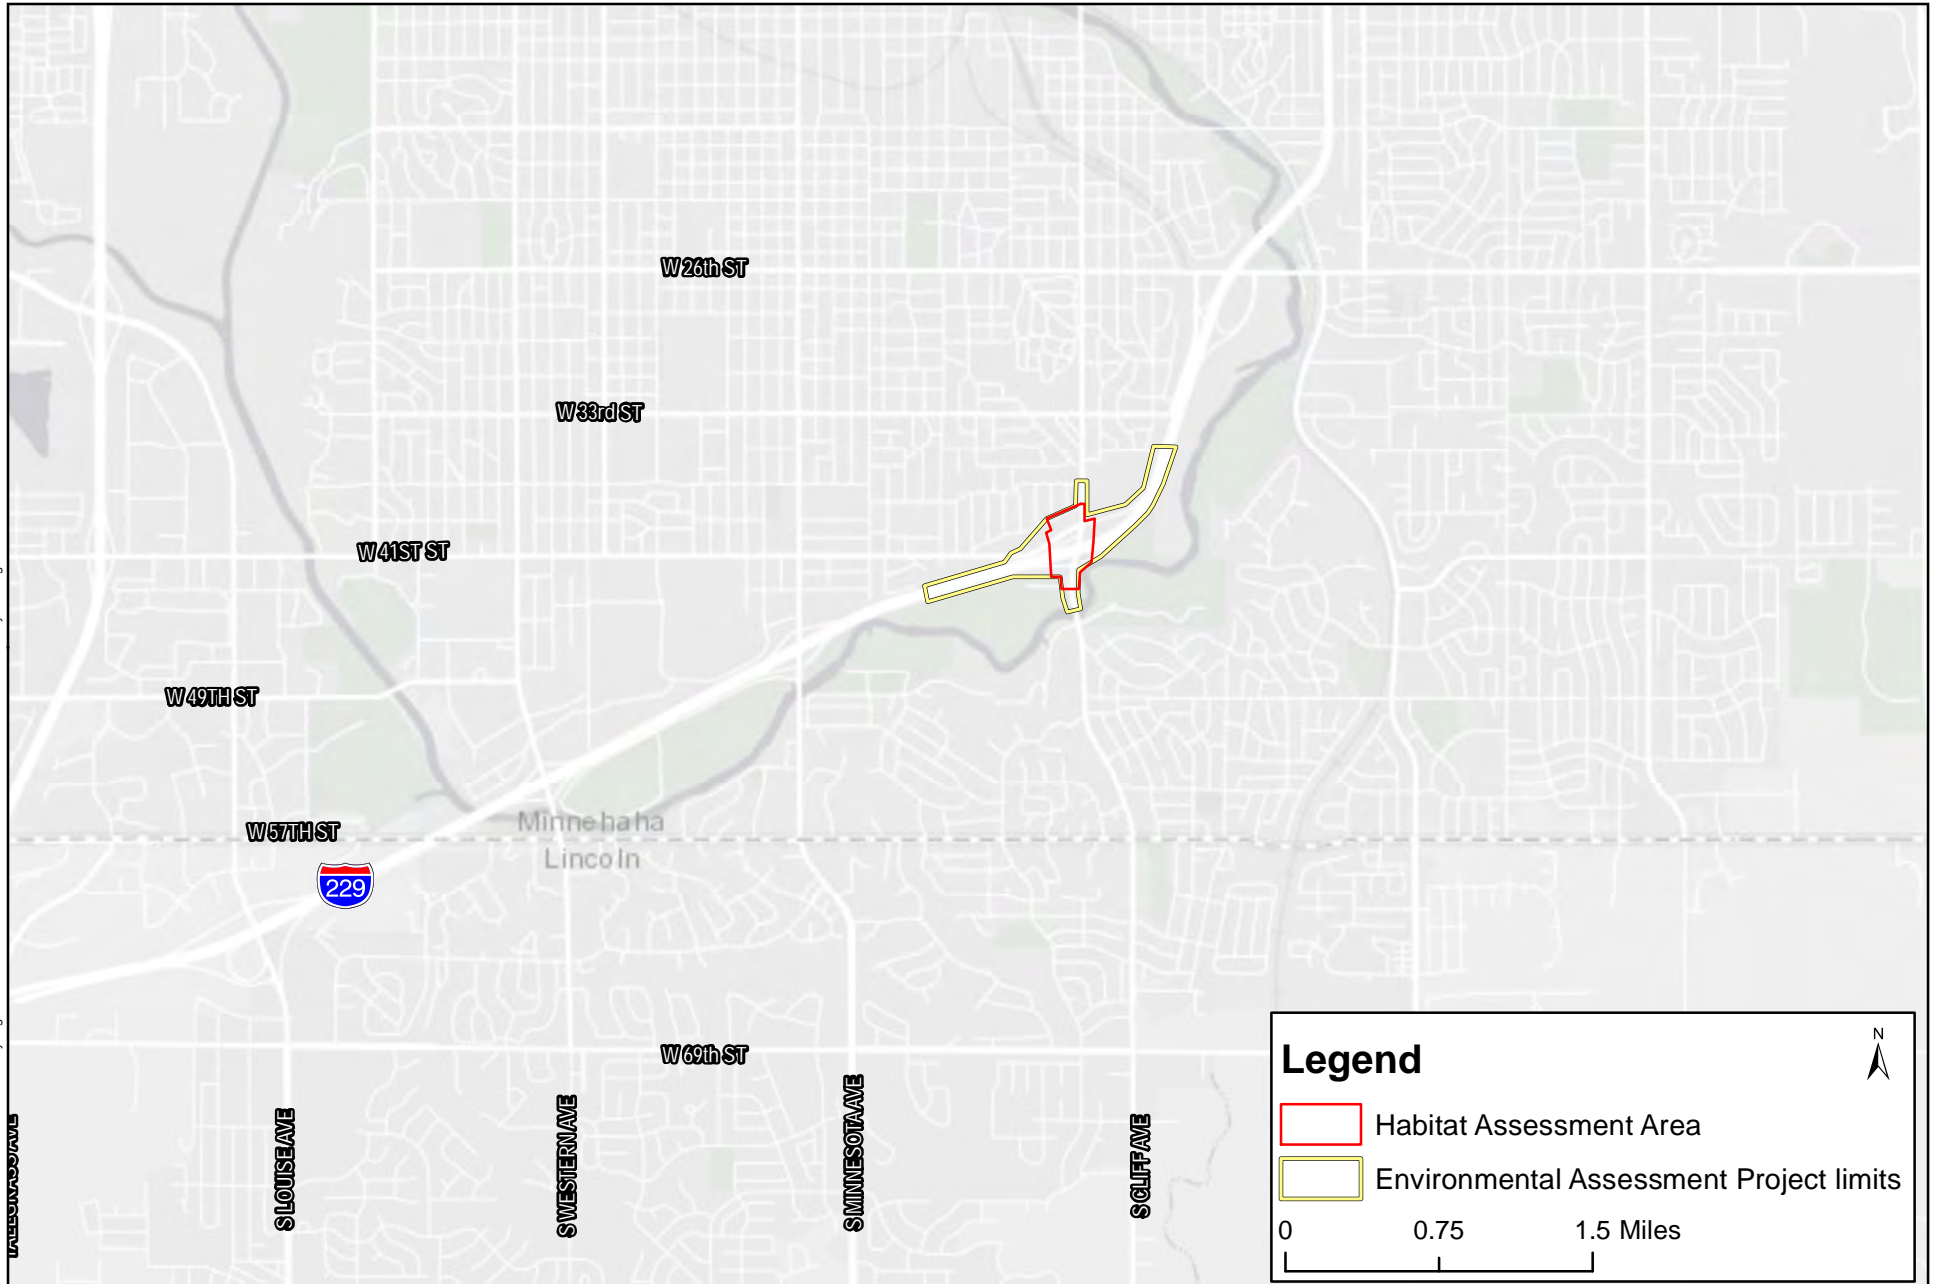 W 26th ST
W 33rd ST
W 41ST ST
W 49TH ST
Minnehaha
W 57TH ST
Lincoln
229
W 69th ST
S LOUISE AVE
S WESTERN AVE
S MINNESOTA AVE
S CLIFF AVE
Legend
N
Habitat Assessment Area
Environmental Assessment Project limits
0 0.75 1.5 Miles